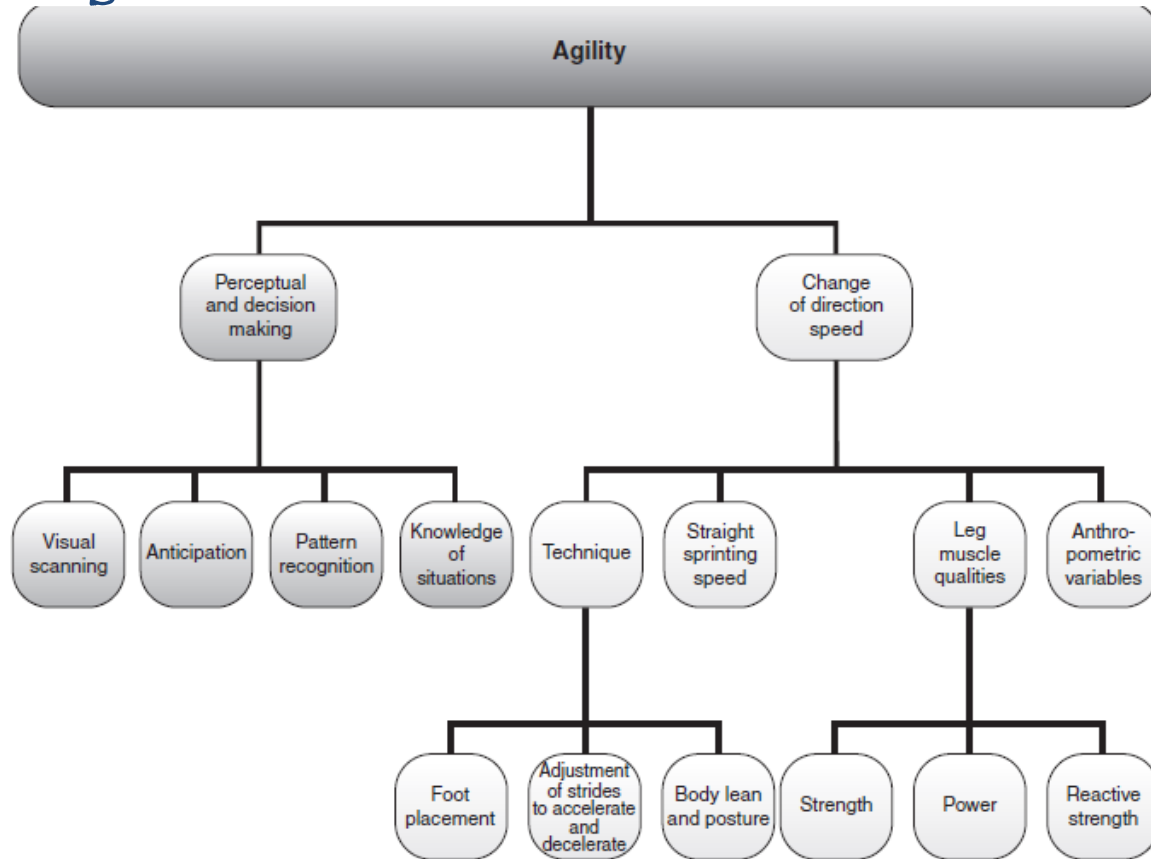 Agility
Perceptual
and decision
making
Change
of direction
speed
Visual
scanning
Anticipation
Pattern
recognition
Knowledge
of
situations
Technique
Straight
sprinting
speed
Leg
muscle
qualities
Anthro-
pometric
variables
Foot
placement
Adjustment
of strides
to accelerate
and
decelerate
Body lean
and posture
Strength
Power
Reactive
strength